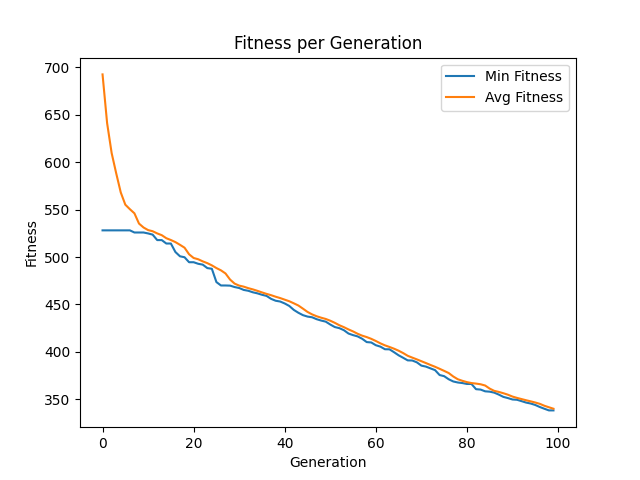 Fitness per Generation
Min Fitness
Avg Fitness
700
650
600
550
500
450
400
350
Fitness
0 20 40 60 80 100
Generation